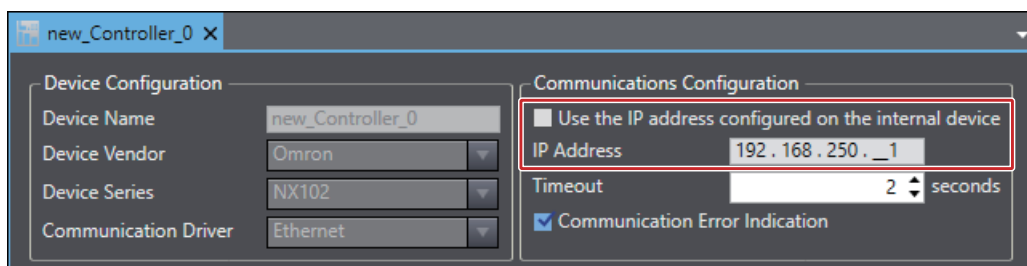 new_Controller_0
Device Configuration
Device Name new_Controller_0
Device Vendor Omron
Device Series NX102
Communication Driver Ethernet
Communications Configuration
Use the IP address configured on the internal device
IP Address 192 . 168 . 250 . __1
Timeout 2 seconds
Communication Error Indication